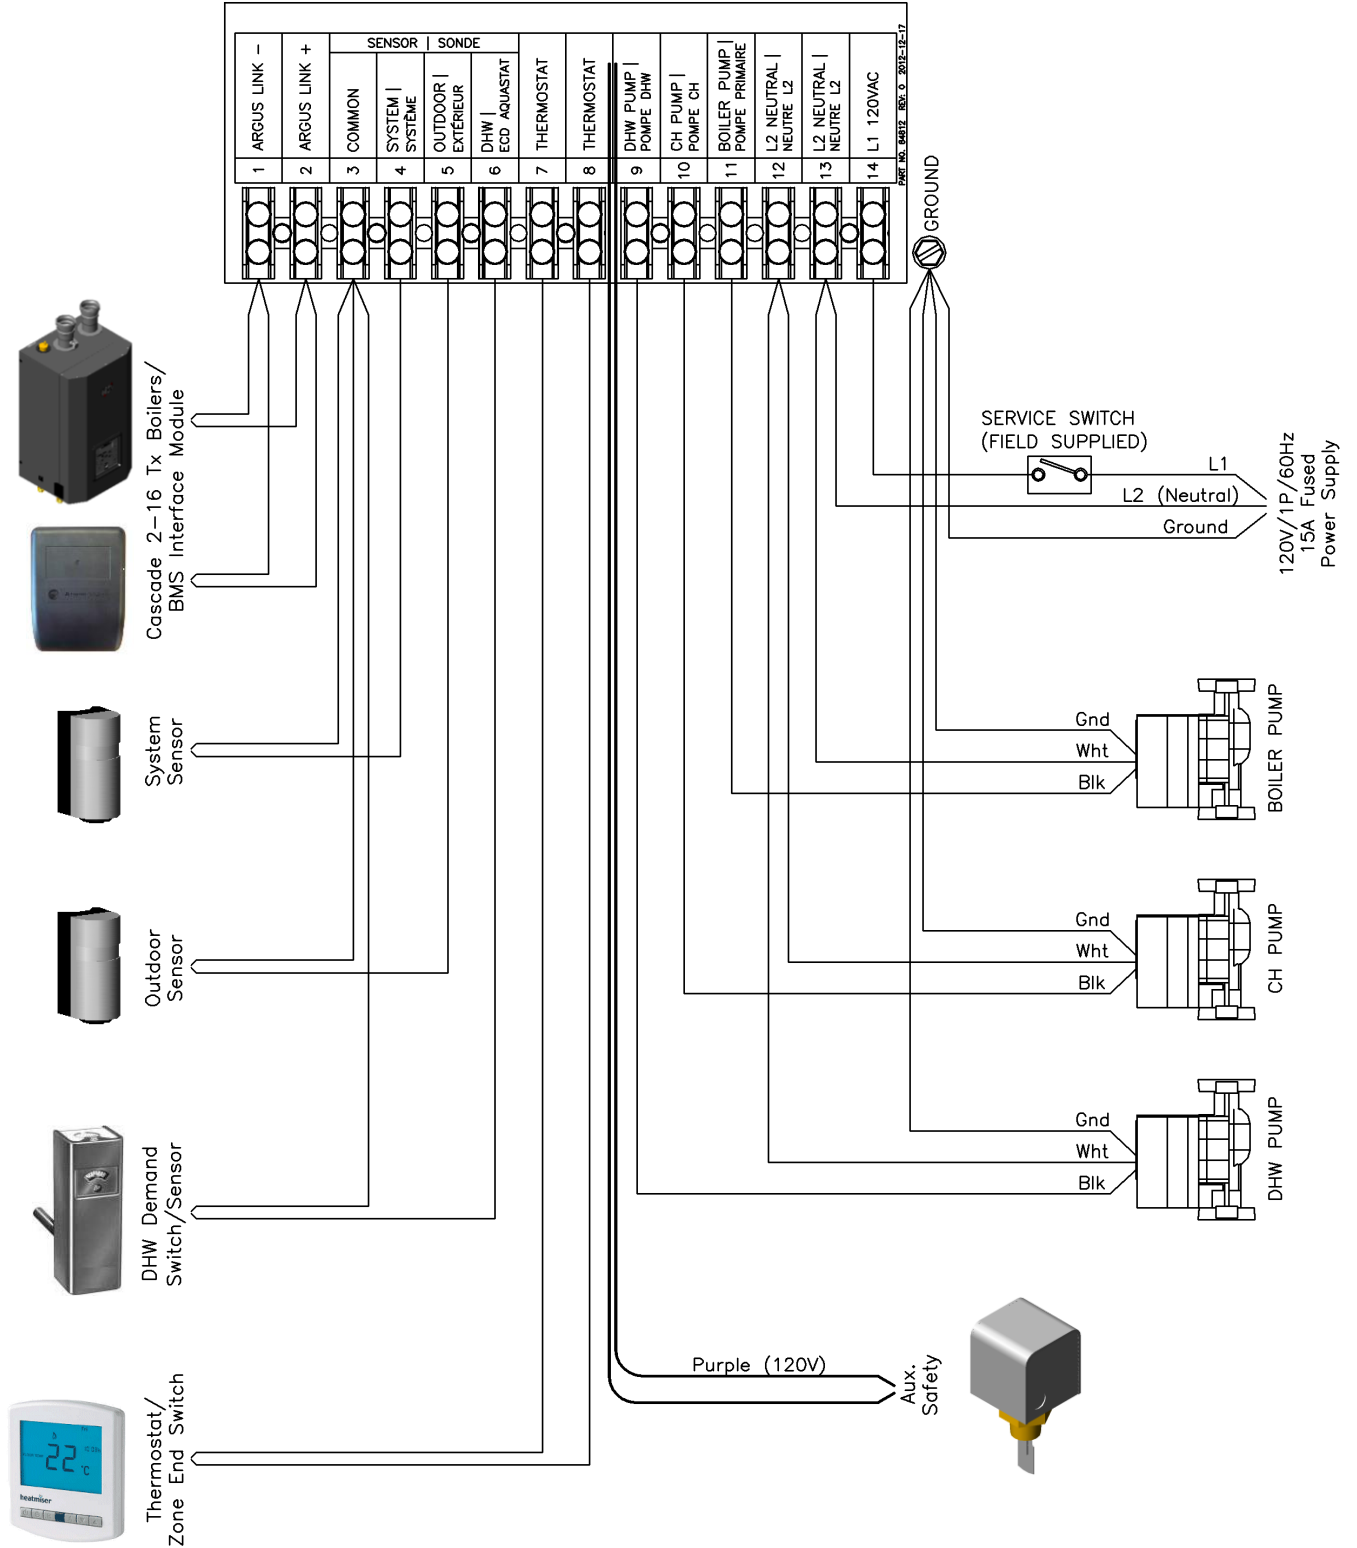 SENSOR | SONDE
1 ARGUS LINK –
2 ARGUS LINK +
3 COMMON
4 SYSTEM |
SYSTÈME
5 OUTDOOR |
EXTÉRIEUR
6 DHW |
ECD AQUASTAT
7 THERMOSTAT
8 THERMOSTAT
9 DHW PUMP |
POMPE DHW
10 CH PUMP |
POMPE CH
11 BOILER PUMP |
POMPE PRIMAIRE
12 L2 NEUTRAL |
NEUTRE L2
13 L2 NEUTRAL |
NEUTRE L2
14 L1 120VAC
PART NO. 84612 REV: 0 2012-12-17
GROUND
Cascade 2-16 Tx Boilers/
BMS Interface Module
SERVICE SWITCH
(FIELD SUPPLIED)
L1
L2 (Neutral)
Ground
120V/1P/60Hz
15A Fused
Power Supply
System
Sensor
Gnd
Wht
Blk
BOILER PUMP
Outdoor
Sensor
Gnd
Wht
Blk
CH PUMP
DHW Demand
Switch/Sensor
Gnd
Wht
Blk
DHW PUMP
Purple (120V)
Aux.
Safety
Thermostat/
Zone End Switch
22 °C
heatmiser